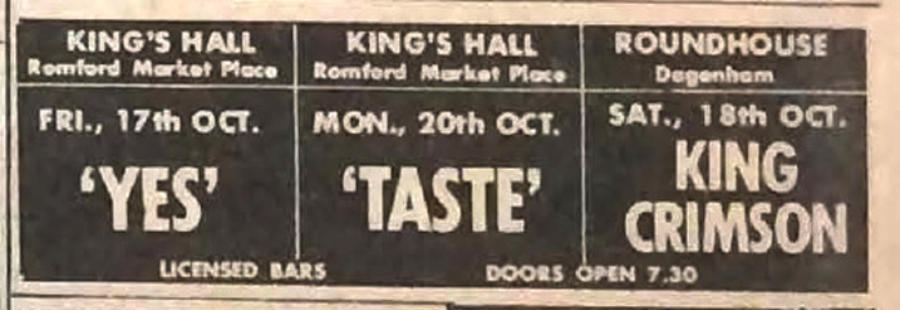 KING'S HALL
Romford Market Place
FRI., 17th OCT.
'YES'
KING'S HALL
Romford Market Place
MON., 20th OCT.
'TASTE'
ROUNDHOUSE
Dagenham
SAT., 18th OCT.
KING
CRIMSON
LICENSED BARS
DOORS OPEN 7.30